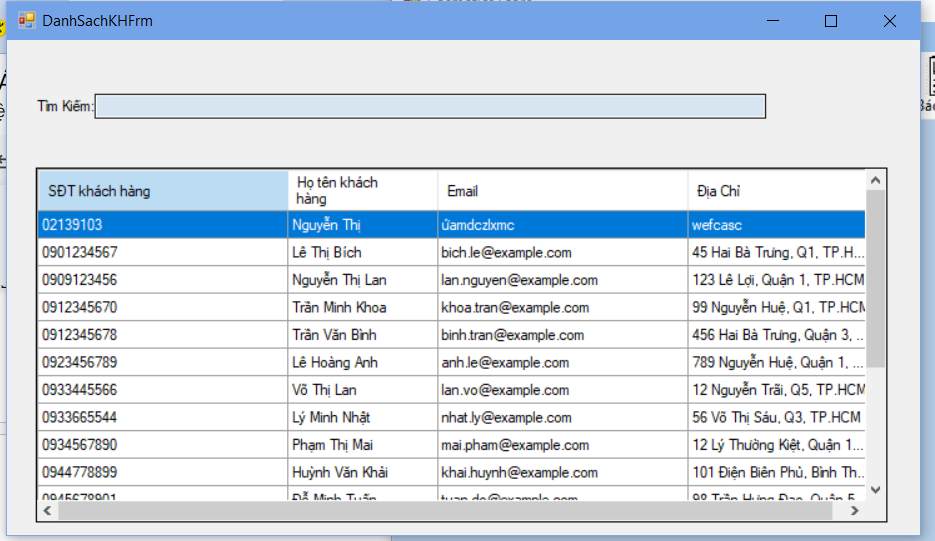 DanhSachKHFrm
Tìm Kiếm:
SĐT khách hàng Họ tên khách hàng Email Địa Chỉ
02139103 Nguyễn Thị ứamdczlxmc wefcasc
0901234567 Lê Thị Bích bich.le@example.com 45 Hai Bà Trưng, Q1, TP.H...
0909123456 Nguyễn Thị Lan lan.nguyen@example.com 123 Lê Lợi, Quận 1, TP.HCM
0912345670 Trần Minh Khoa khoa.tran@example.com 99 Nguyễn Huệ, Q1, TP.HCM
0912345678 Trần Văn Bình binh.tran@example.com 456 Hai Bà Trưng, Quận 3, ...
0923456789 Lê Hoàng Anh anh.le@example.com 789 Nguyễn Huệ, Quận 1, ...
0933445566 Võ Thị Lan lan.vo@example.com 12 Nguyễn Trãi, Q5, TP.HCM
0933665544 Lý Minh Nhật nhat.ly@example.com 56 Võ Thị Sáu, Q3, TP.HCM
0934567890 Phạm Thị Mai mai.pham@example.com 12 Lý Thường Kiệt, Quận 1...
0944778899 Huỳnh Văn Khải khai.huynh@example.com 101 Điện Biên Phủ, Bình Th...
0945678901 Đỗ Minh Tuấn tuan.do@example.com 98 Trần Hưng Đạo, Quận 5